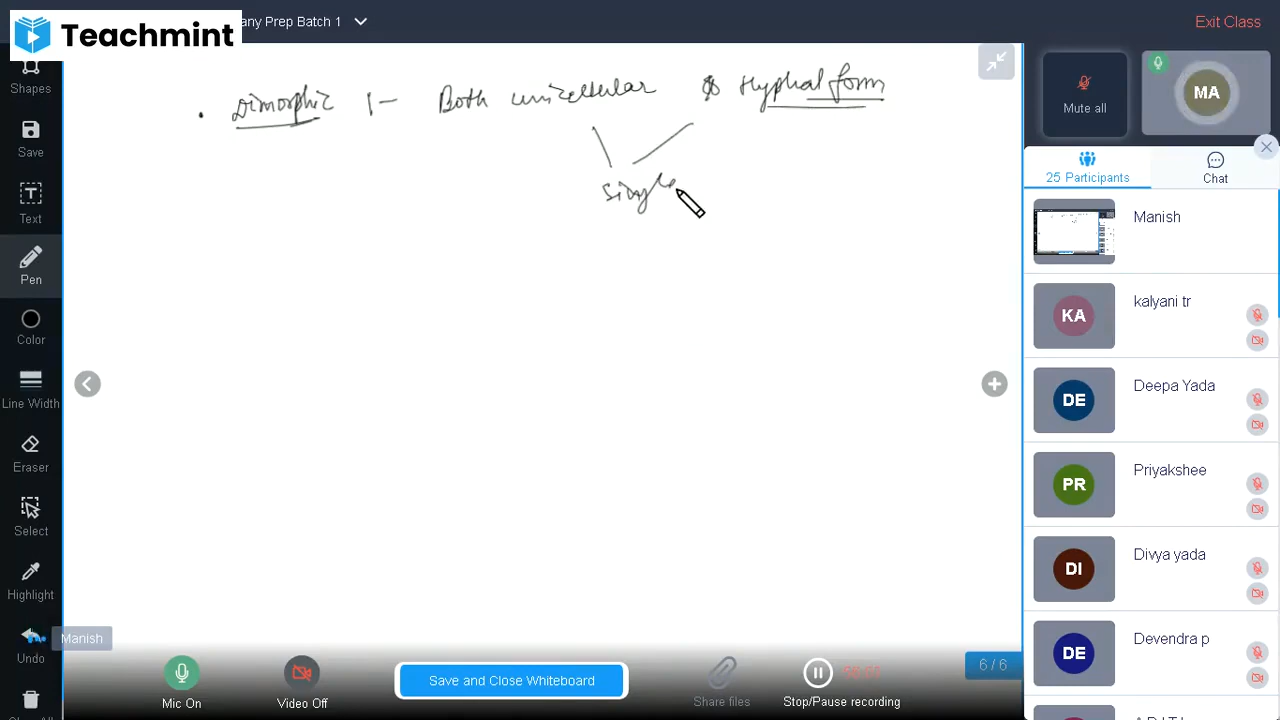 Teachmint
any Prep Batch 1
Exit Class
Shapes
Save
Text
Pen
Color
Line Width
Eraser
Select
Highlight
Undo
Manish
Dimorphic :- Both unicellular & Hyphal form
Single
Mute all
MA
25 Participants
Chat
Manish
KA
kalyani tr
DE
Deepa Yada
PR
Priyakshee
DI
Divya yada
DE
Devendra p
6 / 6
Mic On
Video Off
Save and Close Whiteboard
Share files
Stop/Pause recording